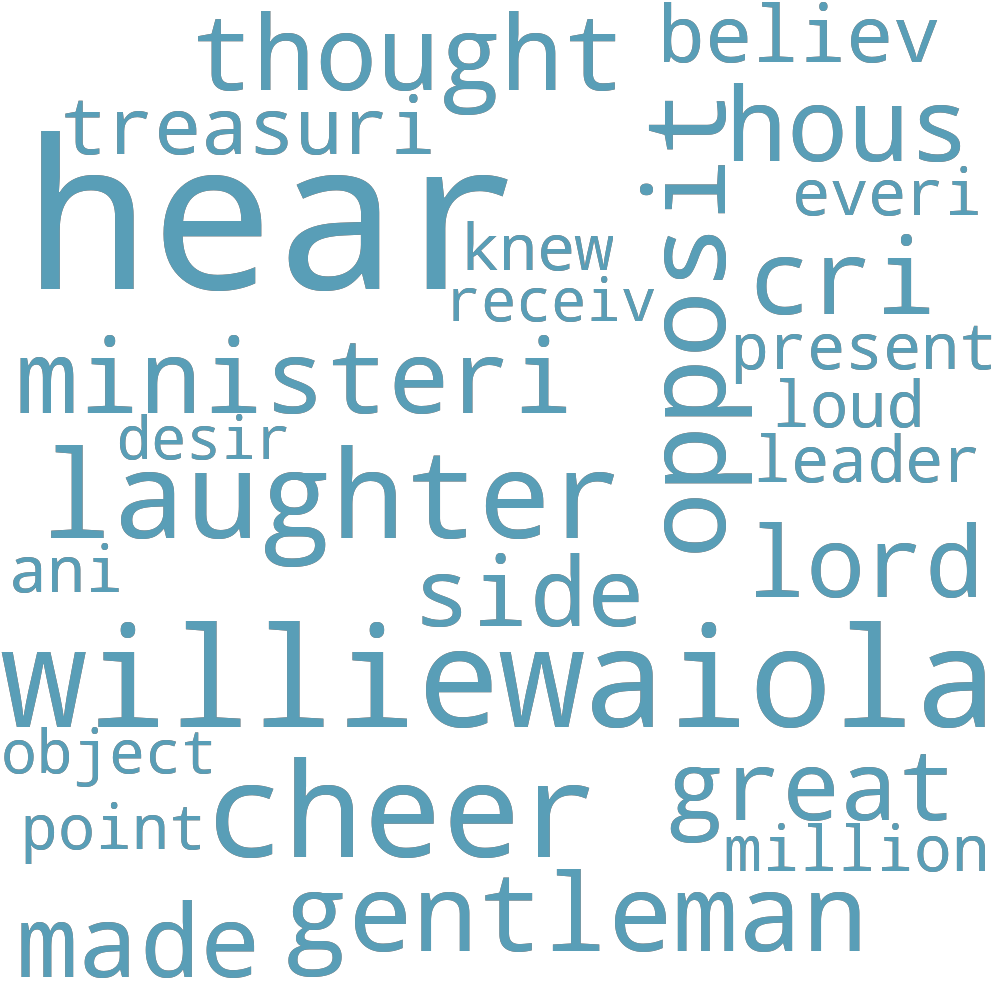 thought
believ
treasuri
hous
hear
opposit
everi
knew
cri
receiv
present
ministeri
loud
desir
leader
laughter
lord
ani
side
williewaiola
object
great
cheer
point
million
gentleman
made